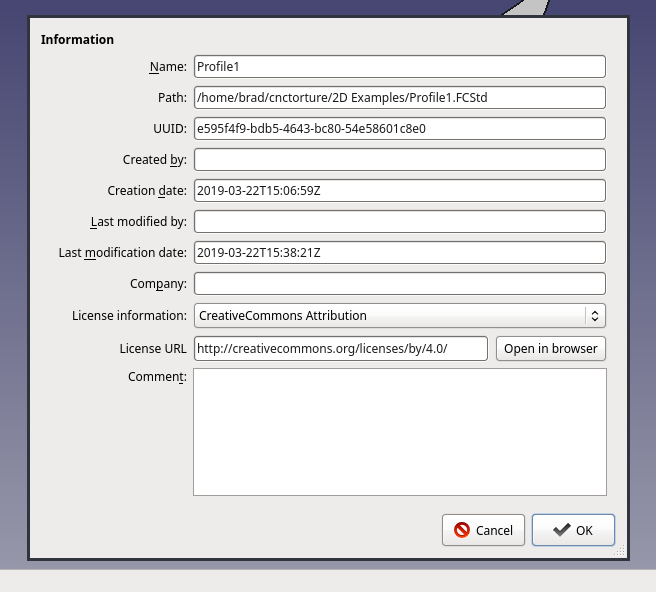 Information
Name: Profile1
Path: /home/brad/cnctorture/2D Examples/Profile1.FCStd
UUID: e595f4f9-bdb5-4643-bc80-54e58601c8e0
Created by:
Creation date: 2019-03-22T15:06:59Z
Last modified by:
Last modification date: 2019-03-22T15:38:21Z
Company:
License information: CreativeCommons Attribution
License URL http://creativecommons.org/licenses/by/4.0/ Open in browser
Comment:
Cancel OK